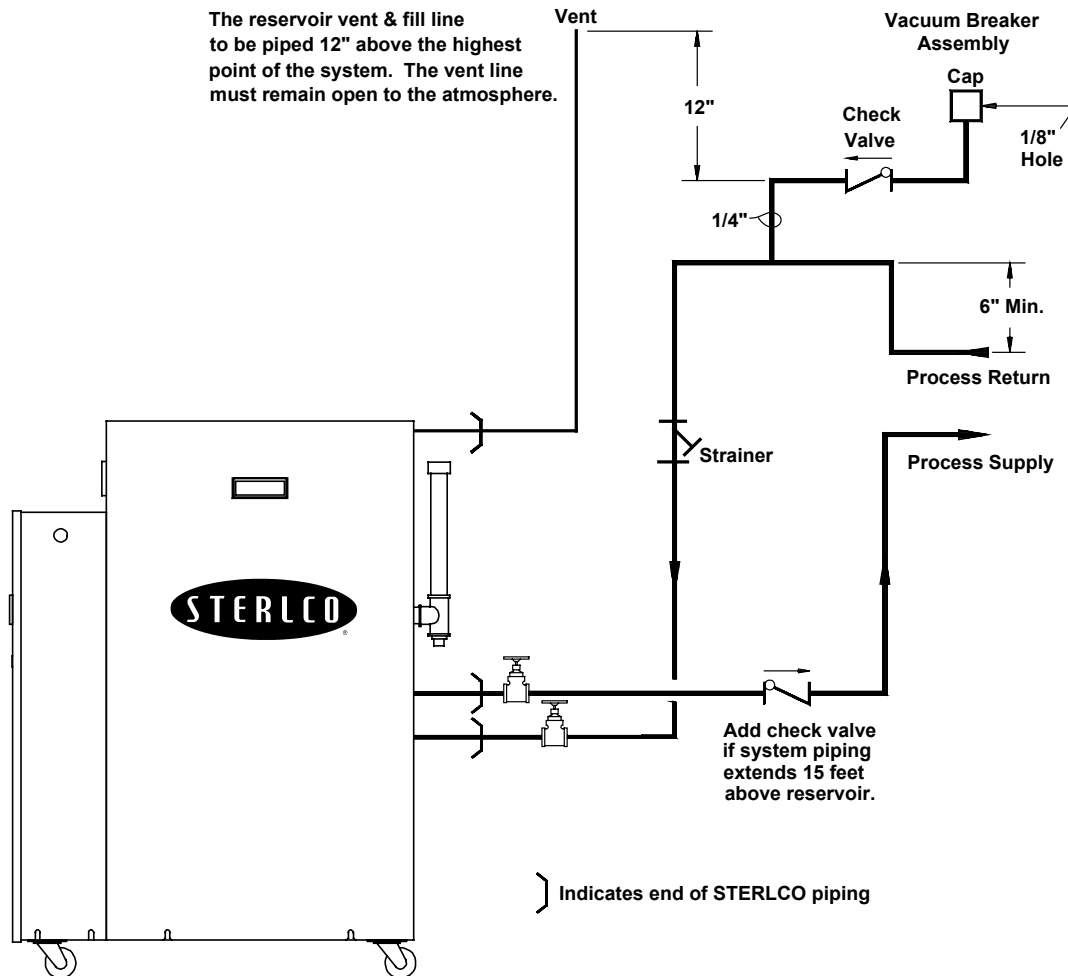 The reservoir vent & fill line
to be piped 12" above the highest
point of the system.  The vent line
must remain open to the atmosphere.
Vent
12"
Vacuum Breaker
Assembly
Cap
Check
Valve
1/8"
Hole
1/4"
6" Min.
Process Return
Strainer
Process Supply
STERLCO
®
Add check valve
if system piping
extends 15 feet
above reservoir.
Indicates end of STERLCO piping